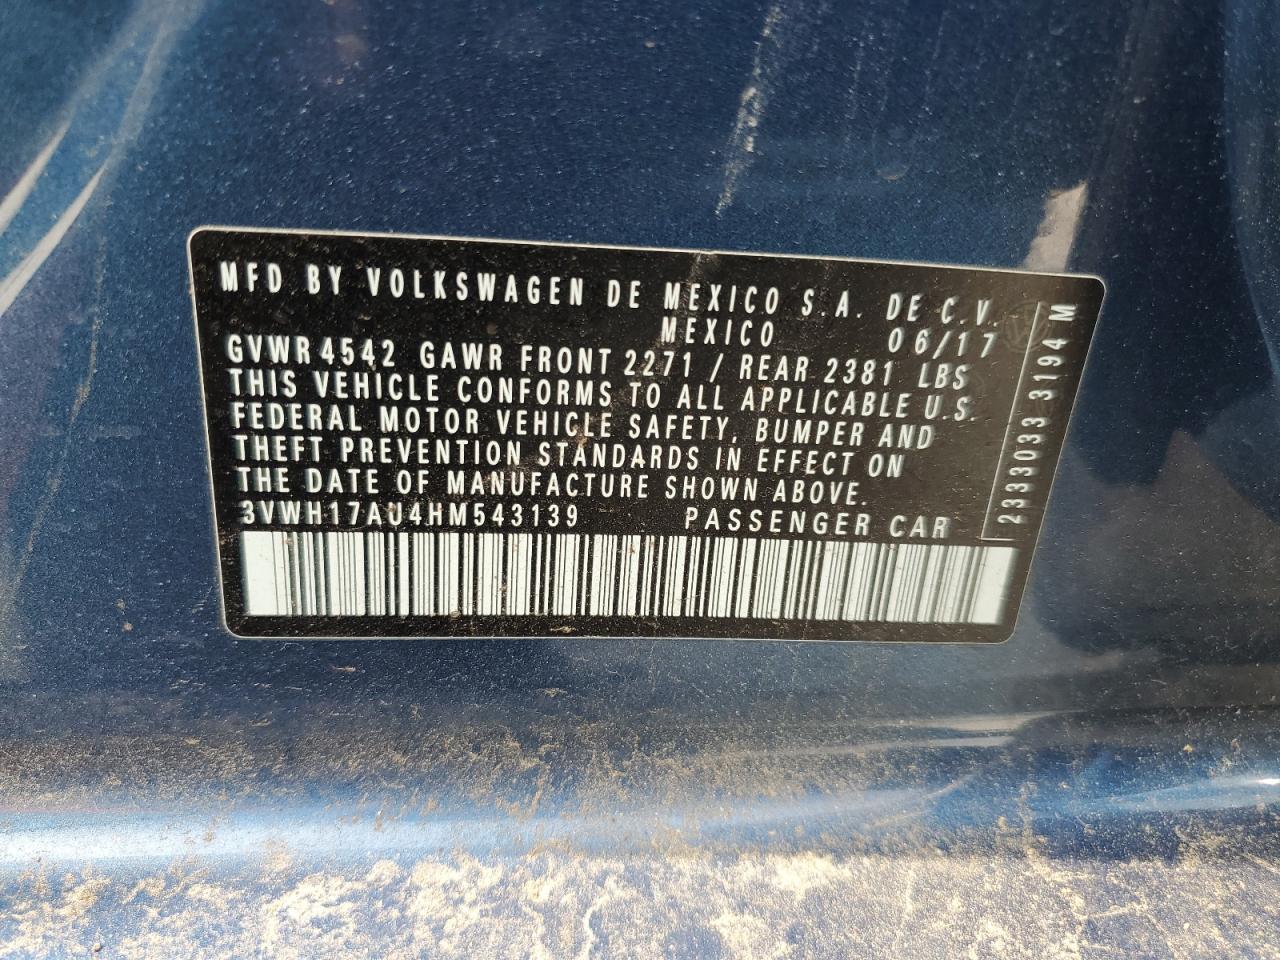 MFD BY VOLKSWAGEN DE MEXICO S.A. DE C.V.
MEXICO 06/17
GVWR 4542 GAWR FRONT 2271 / REAR 2381 LBS
THIS VEHICLE CONFORMS TO ALL APPLICABLE U.S.
FEDERAL MOTOR VEHICLE SAFETY, BUMPER AND
THEFT PREVENTION STANDARDS IN EFFECT ON
THE DATE OF MANUFACTURE SHOWN ABOVE.
3VWH17AU4HM543139 PASSENGER CAR
2333033 3194 M